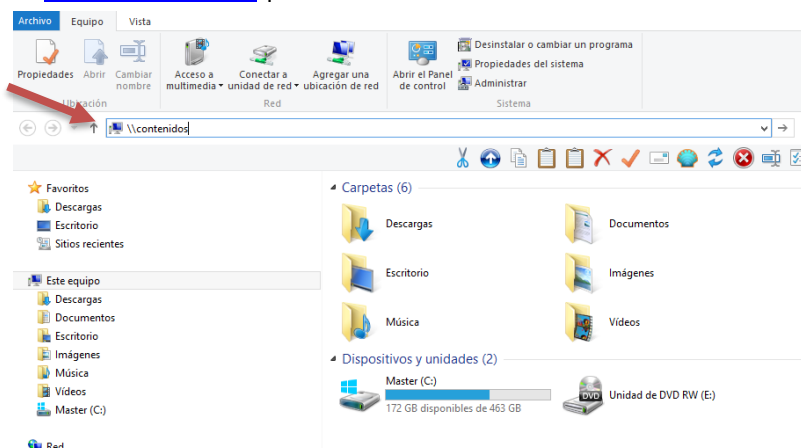 Archivo Equipo Vista
Propiedades Abrir Cambiar nombre
Acceso a multimedia Conectar a unidad de red Agregar una ubicación de red
Abrir el Panel de control
Desinstalar o cambiar un programa
Propiedades del sistema
Administrar
Ubicación Red Sistema
\\contenidos
Favoritos
Descargas
Escritorio
Sitios recientes
Este equipo
Descargas
Documentos
Escritorio
Imágenes
Música
Vídeos
Master (C:)
Red
Carpetas (6)
Descargas Documentos
Escritorio Imágenes
Música Vídeos
Dispositivos y unidades (2)
Master (C:)
172 GB disponibles de 463 GB
DVD Unidad de DVD RW (E:)